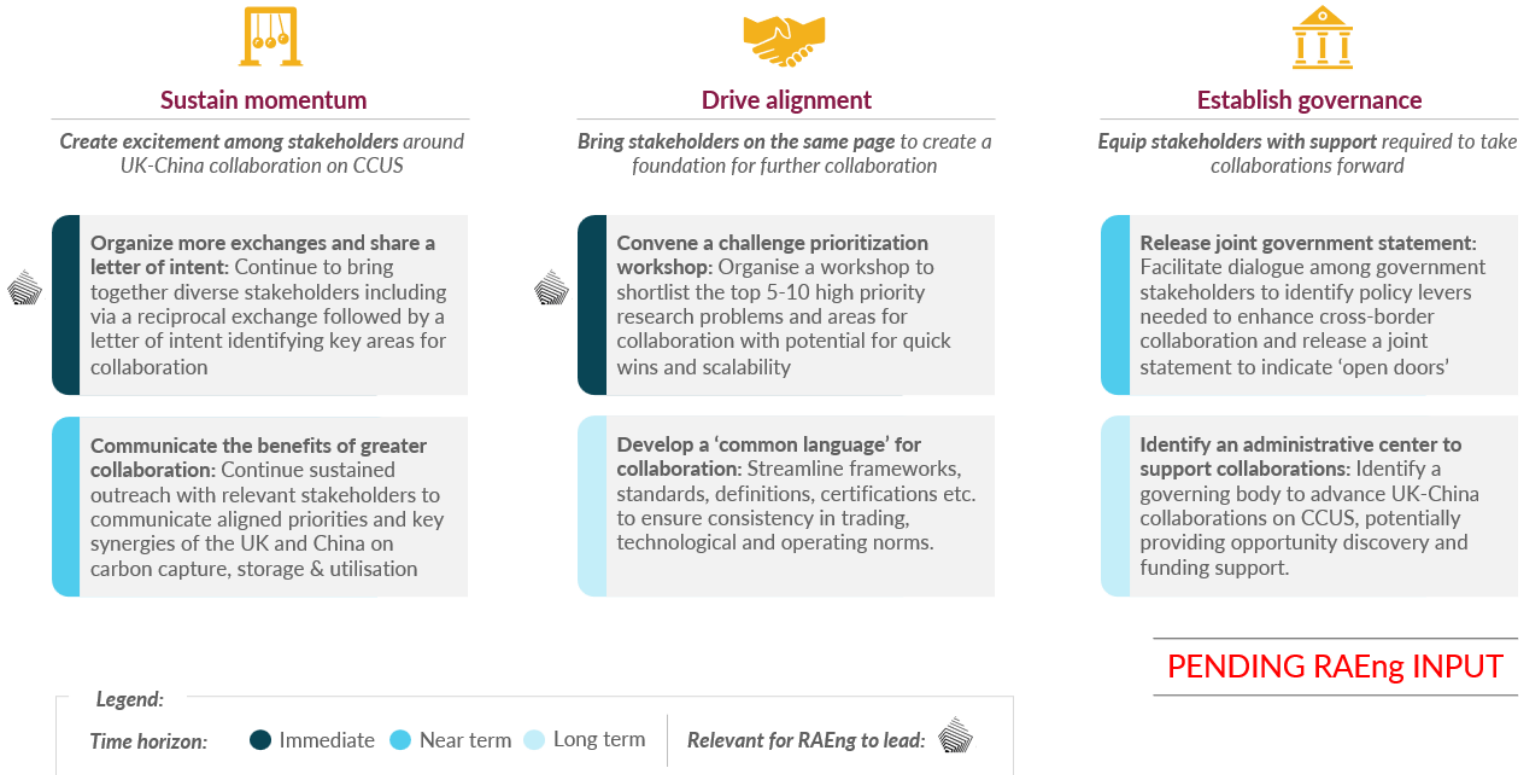 Sustain momentum
Create excitement among stakeholders around
UK-China collaboration on CCUS
Organize more exchanges and share a
letter of intent: Continue to bring
together diverse stakeholders including
via a reciprocal exchange followed by a
letter of intent identifying key areas for
collaboration
Communicate the benefits of greater
collaboration: Continue sustained
outreach with relevant stakeholders to
communicate aligned priorities and key
synergies of the UK and China on
carbon capture, storage & utilisation
Drive alignment
Bring stakeholders on the same page to create a
foundation for further collaboration
Convene a challenge prioritization
workshop: Organise a workshop to
shortlist the top 5-10 high priority
research problems and areas for
collaboration with potential for quick
wins and scalability
Develop a ‘common language’ for
collaboration: Streamline frameworks,
standards, definitions, certifications etc.
to ensure consistency in trading,
technological and operating norms.
Establish governance
Equip stakeholders with support required to take
collaborations forward
Release joint government statement:
Facilitate dialogue among government
stakeholders to identify policy levers
needed to enhance cross-border
collaboration and release a joint
statement to indicate ‘open doors’
Identify an administrative center to
support collaborations: Identify a
governing body to advance UK-China
collaborations on CCUS, potentially
providing opportunity discovery and
funding support.
PENDING RAEng INPUT
Legend:
Time horizon: Immediate Near term Long term Relevant for RAEng to lead: